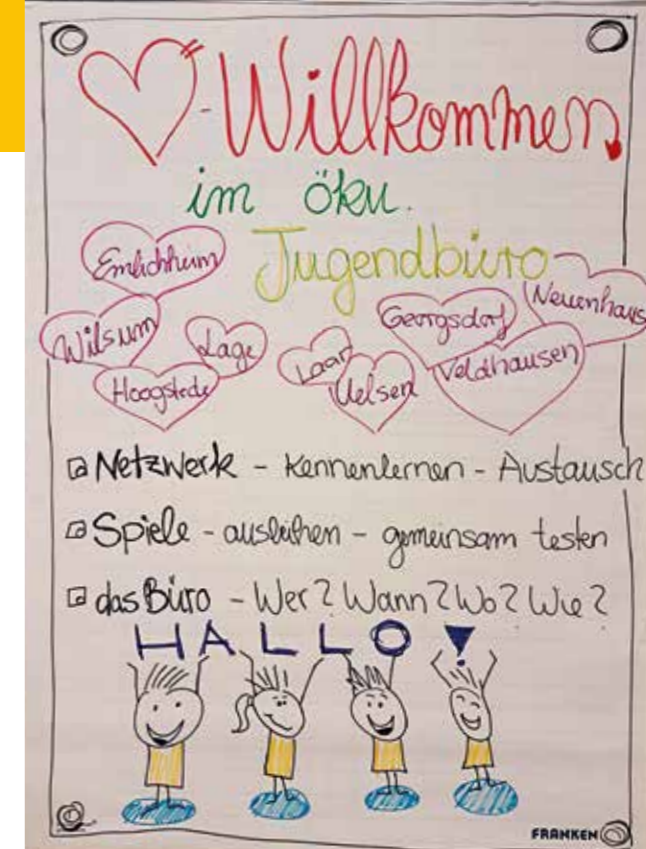 Willkommen
im öku.
Jugendbüro
Emlichheim
Wilsum
Lage
Hoogstede
Laar
Uelsen
Georgsdorf
Neuenhaus
Veldhausen
Netzwerk - Kennenlernen - Austausch
Spiele - ausleihen - gemeinsam testen
das Büro - Wer? Wann? Wo? Wie?
HALLO!
FRANKEN